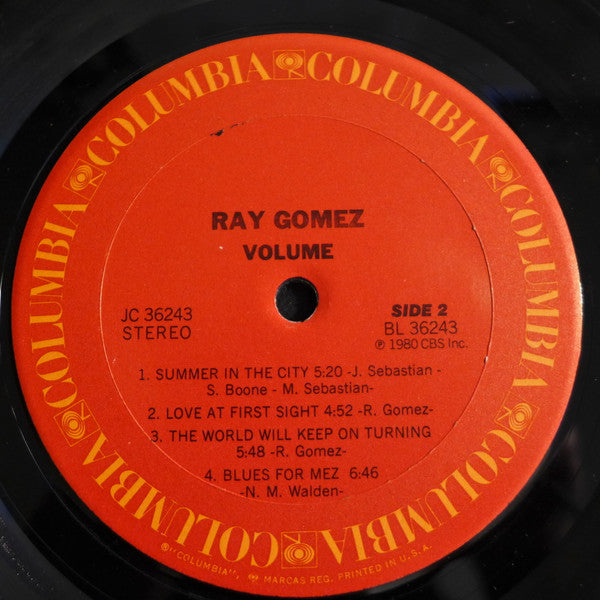 COLUMBIA COLUMBIA COLUMBIA COLUMBIA COLUMBIA COLUMBIA
RAY GOMEZ
VOLUME
JC 36243
STEREO
SIDE 2
BL 36243
℗ 1980 CBS Inc.
1. SUMMER IN THE CITY 5:20 -J. Sebastian -
S. Boone - M. Sebastian-
2. LOVE AT FIRST SIGHT 4:52 -R. Gomez-
3. THE WORLD WILL KEEP ON TURNING
5:48 -R. Gomez-
4. BLUES FOR MEZ 6:46
-N. M. Walden-
® "COLUMBIA", MARCAS REG. PRINTED IN U.S.A.